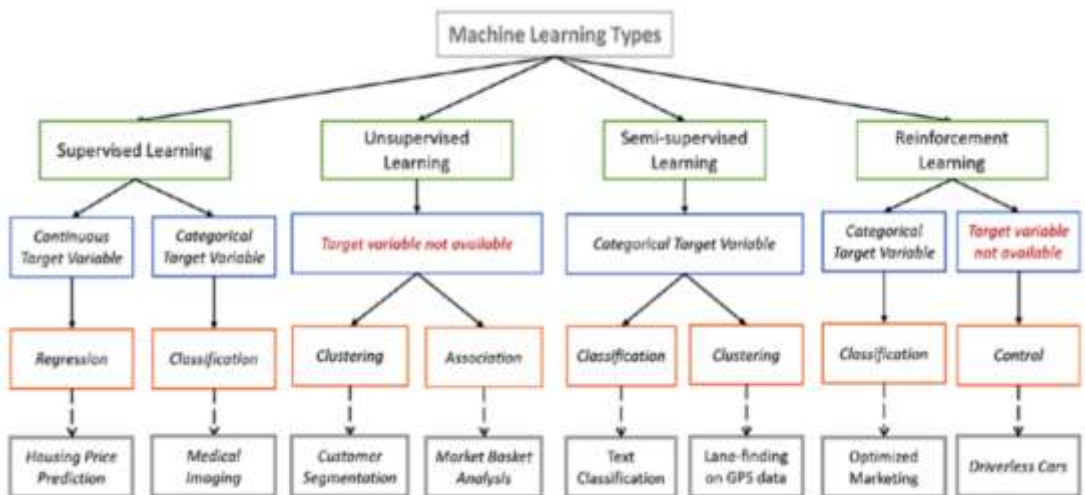 Machine Learning Types
Supervised Learning
Unsupervised
Learning
Semi-supervised
Learning
Reinforcement
Learning
Continuous
Target Variable
Categorical
Target Variable
Target variable not available
Categorical Target Variable
Categorical
Target Variable
Target variable
not available
Regression
Classification
Clustering
Association
Classification
Clustering
Classification
Control
Housing Price
Prediction
Medical
Imaging
Customer
Segmentation
Market Basket
Analysis
Text
Classification
Lane-finding
on GPS data
Optimized
Marketing
Driverless Cars